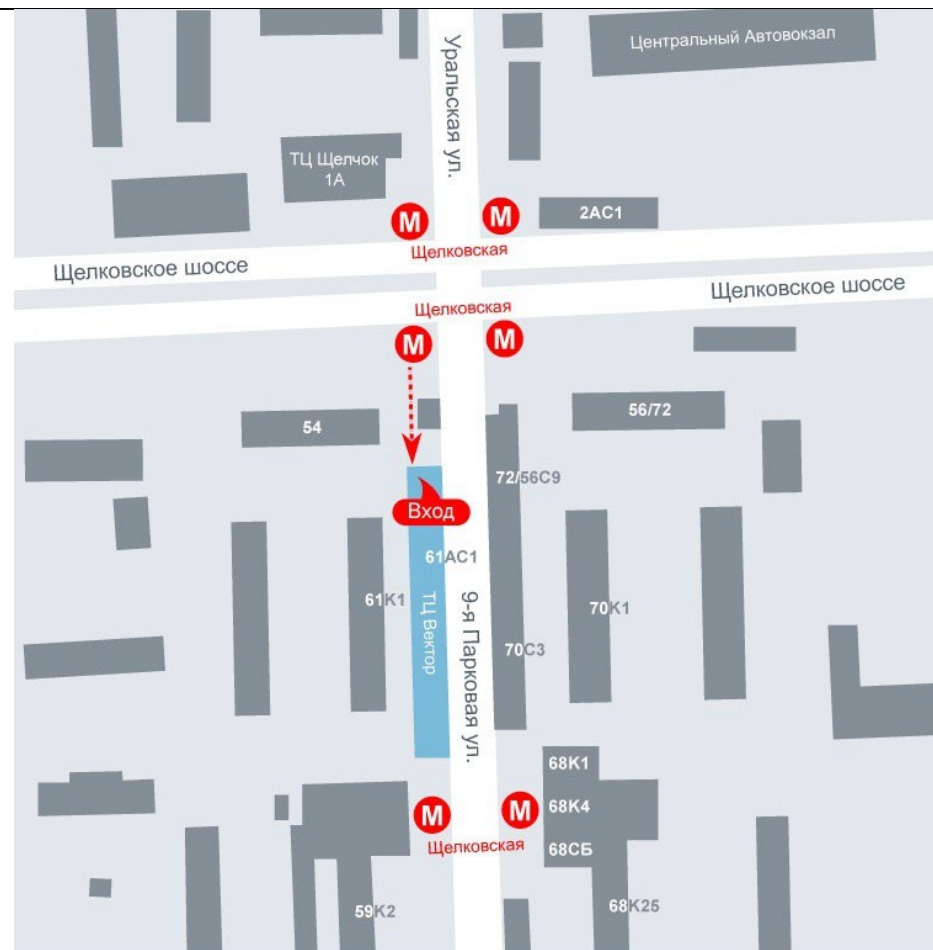 Центральный Автовокзал
Уральская ул.
ТЦ Щелчок
1А
М
М
2АС1
Щелковская
Щелковское шоссе
Щелковское шоссе
Щелковская
М
М
54
56/72
72/56С9
Вход
61АС1
61К1
ТЦ Вектор
9-я Парковая ул.
70К1
70С3
68К1
68К4
68СБ
М
М
Щелковская
59К2
68К25